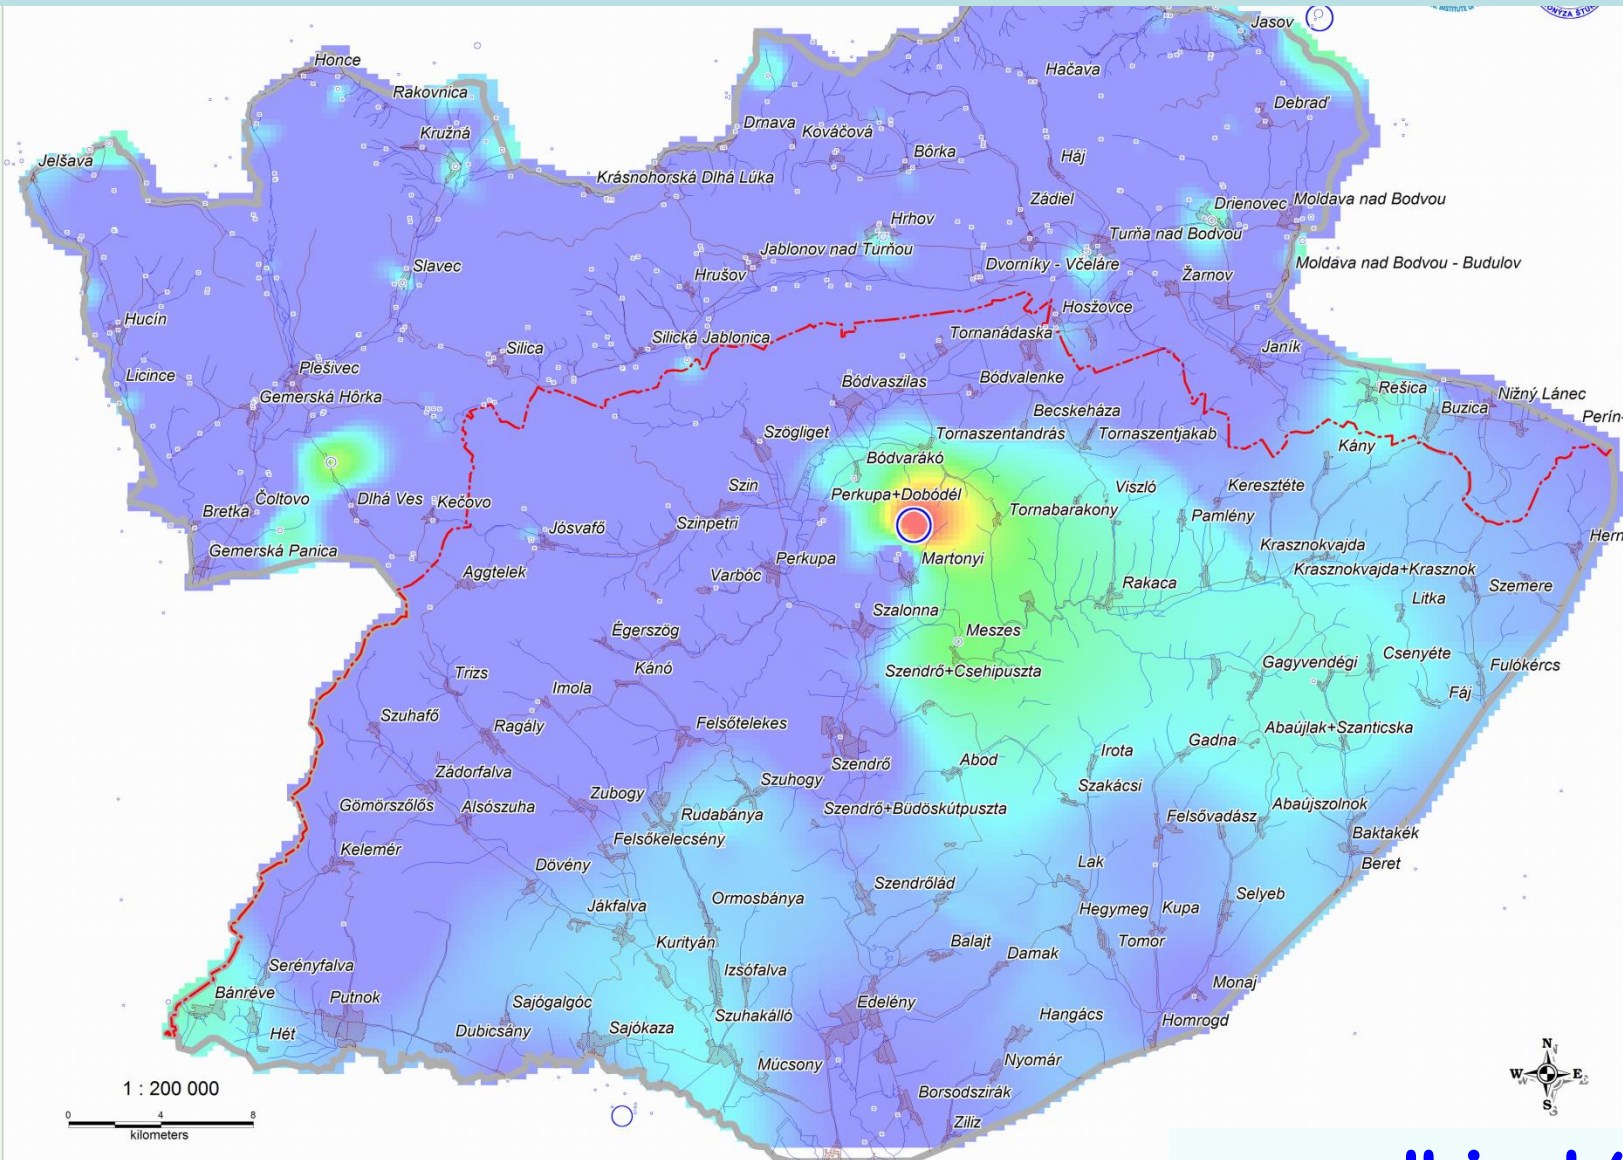 Jasov
Honce
Hačava
Rakovnica
Debraď
Drnava
Kováčová
Kružná
Bôrka
Háj
Jelšava
Krásnohorská Dlhá Lúka
Zádiel
Drienovec
Moldava nad Bodvou
Hrhov
Turňa nad Bodvou
Jablonov nad Turňou
Slavec
Hrušov
Dvorníky - Včeláre
Žarnov
Moldava nad Bodvou - Budulov
Hosžovce
Hucín
Silická Jablonica
Tornanádaska
Silica
Janík
Plešivec
Licince
Bódvaszilas
Bódvalenke
Rešica
Nižný Lánec
Gemerská Hôrka
Becskeháza
Buzica
Perín-
Szögliget
Tornaszentandrás
Tornaszentjakab
Kány
Bódvarákó
Szin
Viszló
Keresztéte
Čoltovo
Dlhá Ves
Kečovo
Perkupa+Dobódél
Bretka
Tornabarakony
Pamlény
Jósvafő
Szinpetri
Gemerská Panica
Perkupa
Martonyi
Krasznokvajda
Hern
Aggtelek
Varbóc
Krasznokvajda+Krasznok
Rakaca
Szemere
Szalonna
Litka
Égerszög
Meszes
Csenyéte
Trizs
Kánó
Szendrő+Csehipuszta
Gagyvendégi
Fulókércs
Imola
Fáj
Szuhafő
Ragály
Felsőtelekes
Abaújlak+Szanticska
Gadna
Irota
Zádorfalva
Szendrő
Abod
Szuhogy
Szakácsi
Zubogy
Gömörszőlős
Alsószuha
Szendrő+Büdöskútpuszta
Abaújszolnok
Rudabánya
Felsővadász
Felsőkelecsény
Baktakék
Kelemér
Dövény
Lak
Beret
Szendrőlád
Ormosbánya
Selyeb
Jákfalva
Hegymeg
Kupa
Kurityán
Balajt
Damak
Tomor
Serényfalva
Izsófalva
Bánréve
Putnok
Monaj
Sajógalgóc
Edelény
Szuhakálló
Hangács
Hét
Dubicsány
Sajókaza
Homrogd
Múcsony
Nyomár
Borsodszirák
Ziliz
1 : 200 000
0 4 8
kilometers
N
W E
S